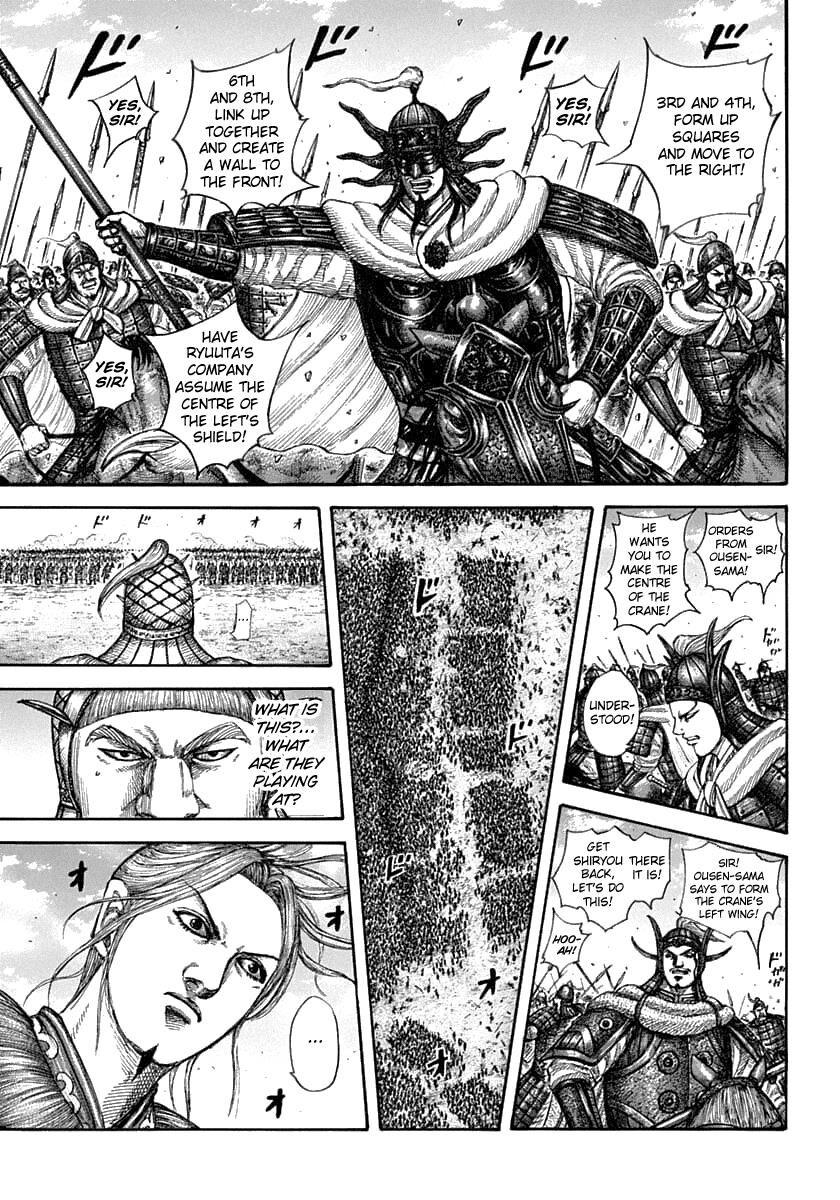 ドドドド
3RD AND 4TH,
FORM UP
SQUARES
AND MOVE TO
THE RIGHT!
YES,
SIR!
6TH
AND 8TH,
LINK UP
TOGETHER
AND CREATE
A WALL TO
THE FRONT!
YES,
SIR!
HAVE
RYUUTA'S
COMPANY
ASSUME THE
CENTRE OF
THE LEFT'S
SHIELD!
YES,
SIR!
SIR!
ORDERS
FROM
OUSEN-
SAMA!
HE
WANTS
YOU TO
MAKE THE
CENTRE
OF THE
CRANE!
UNDER-
STOOD!
SIR!
OUSEN-SAMA
SAYS TO FORM
THE CRANE'S
LEFT WING!
THERE
IT IS!
GET
SHIRYOU
BACK,
LET'S DO
THIS!
HOO-
AH!
ドドドオオ
ドドオオオ
...
WHAT IS
THIS?...
WHAT
ARE THEY
PLAYING
AT?
オオオ
...